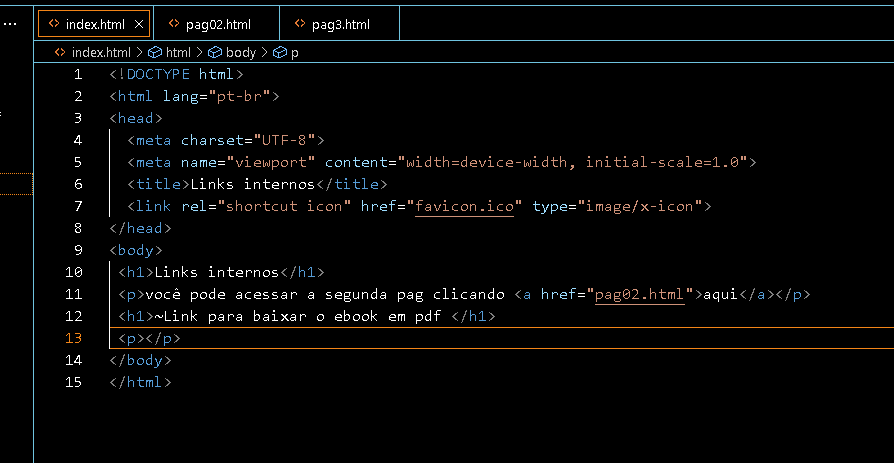 ... index.html × pag02.html pag3.html
index.html > html > body > p
1 <!DOCTYPE html>
2 <html lang="pt-br">
3 <head>
4 <meta charset="UTF-8">
5 <meta name="viewport" content="width=device-width, initial-scale=1.0">
6 <title>Links internos</title>
7 <link rel="shortcut icon" href="favicon.ico" type="image/x-icon">
8 </head>
9 <body>
10 <h1>Links internos</h1>
11 <p>você pode acessar a segunda pag clicando <a href="pag02.html">aqui</a></p>
12 <h1>~Link para baixar o ebook em pdf </h1>
13 <p></p>
14 </body>
15 </html>